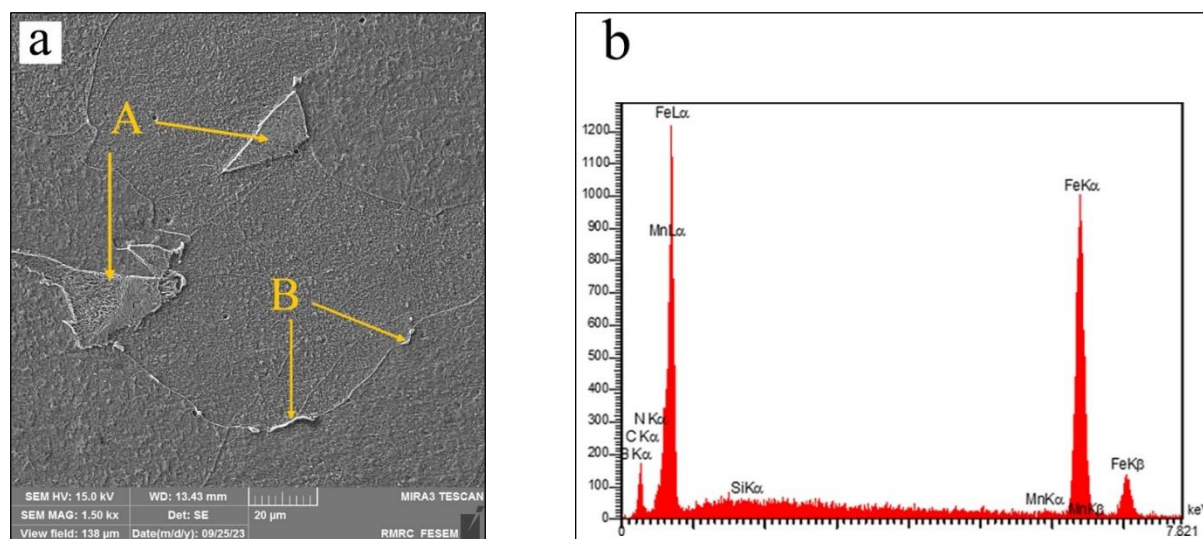 a
A
B
SEM HV: 15.0 kV WD: 13.43 mm MIRA3 TESCAN
SEM MAG: 1.50 kx Det: SE 20 µm
View field: 138 µm Date(m/d/y): 09/25/23 RMRC FESEM
b
FeLα
1200
1100
1000
FeKα
900
MnLα
800
700
600
500
400
300
N Kα
C Kα
200
B Kα
FeKβ
100
SiKα
MnKα
MnKβ
0
keV
0
7.821